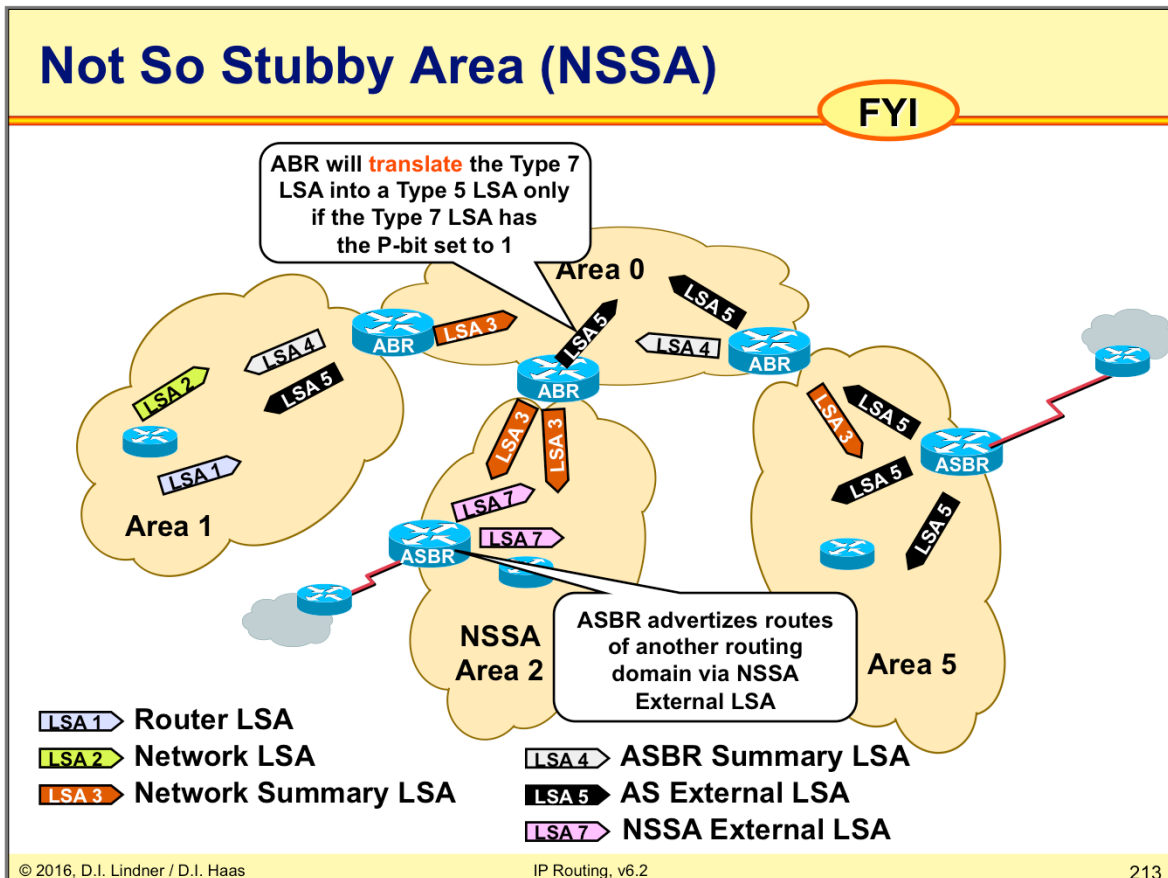 Not So Stubby Area (NSSA)
FYI
ABR will translate the Type 7
LSA into a Type 5 LSA only
if the Type 7 LSA has
the P-bit set to 1
Area 0
LSA 5
LSA 3
LSA 5
LSA 4
ABR
ABR
ABR
LSA 4
LSA 5
LSA 2
LSA 1
Area 1
LSA 3
LSA 3
LSA 7
LSA 7
ASBR
NSSA
Area 2
LSA 3
LSA 5
ASBR
LSA 5
LSA 5
ASBR advertizes routes
of another routing
domain via NSSA
External LSA
Area 5
LSA 1 Router LSA
LSA 2 Network LSA
LSA 3 Network Summary LSA
LSA 4 ASBR Summary LSA
LSA 5 AS External LSA
LSA 7 NSSA External LSA
© 2016, D.I. Lindner / D.I. Haas
IP Routing, v6.2
213